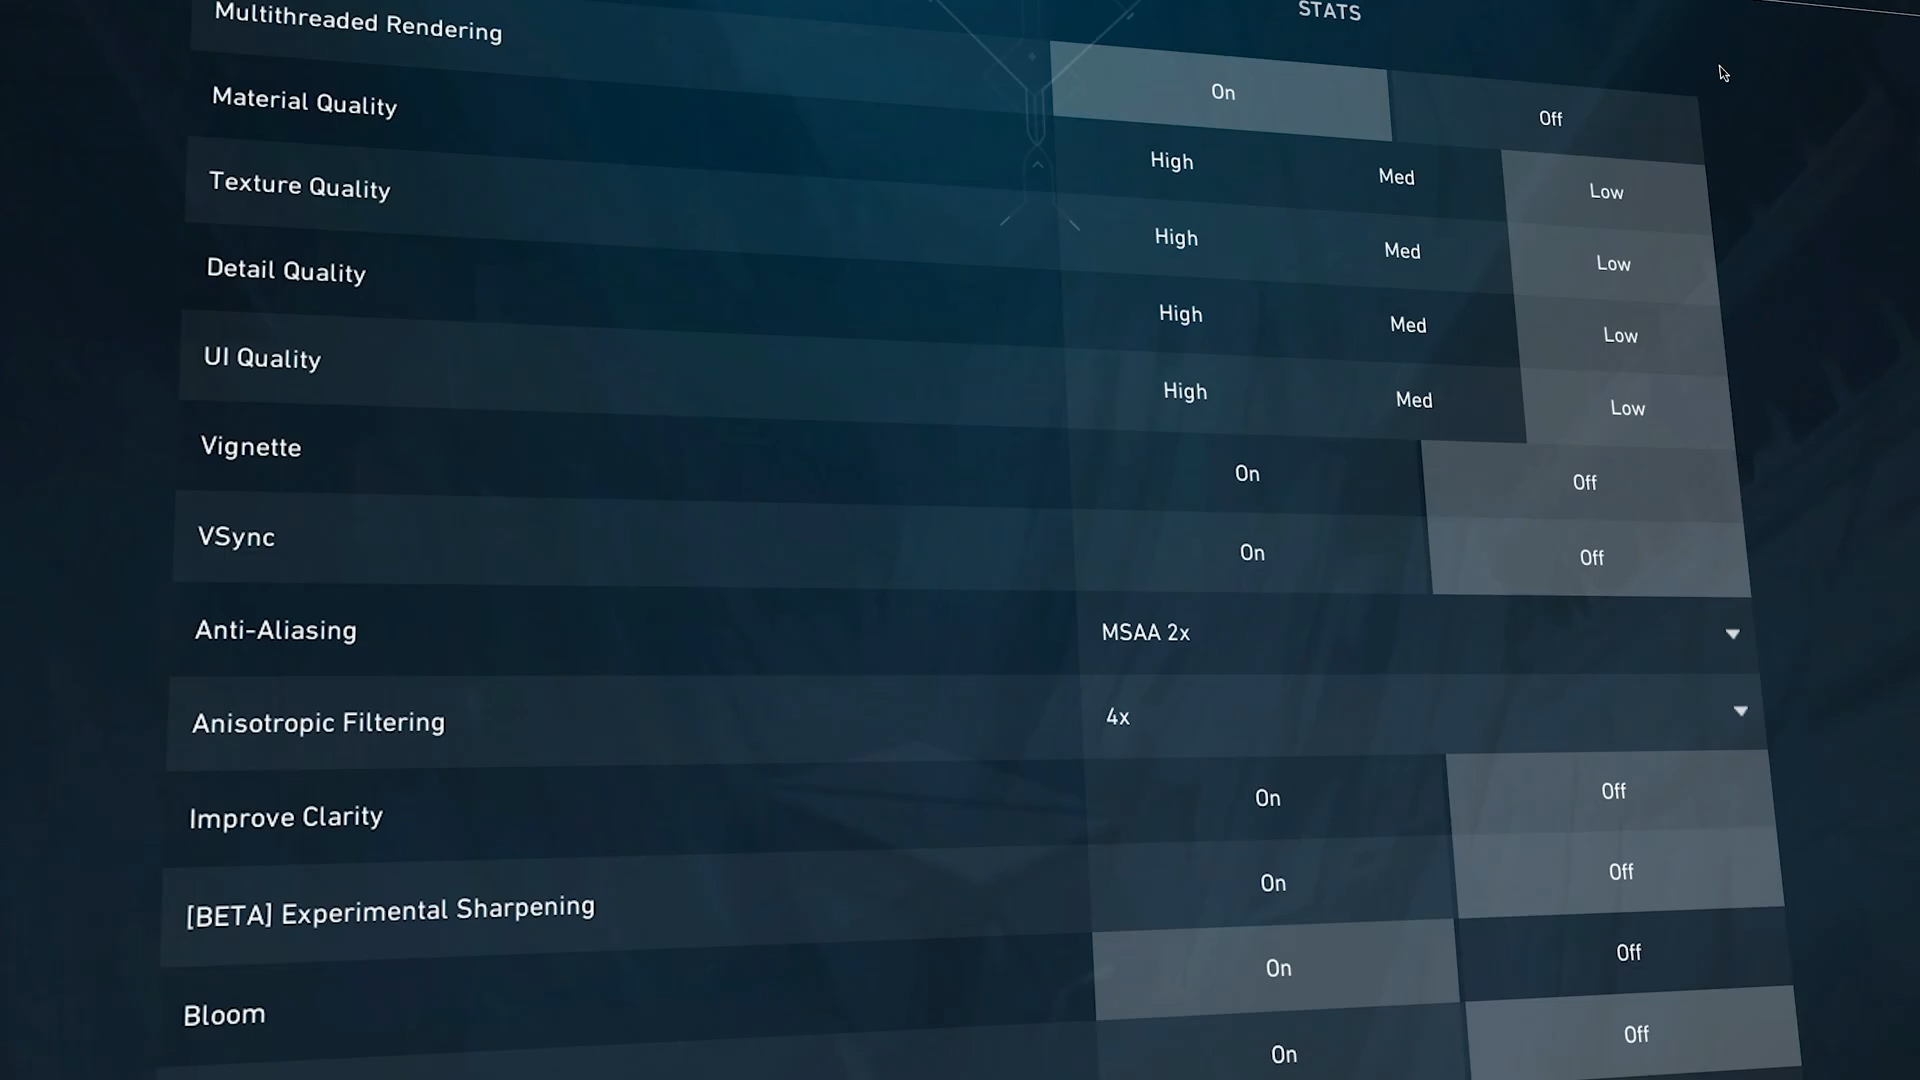 STATS
Multithreaded Rendering On Off
Material Quality High Med Low
Texture Quality High Med Low
Detail Quality High Med Low
UI Quality High Med Low
Vignette On Off
VSync On Off
Anti-Aliasing MSAA 2x
Anisotropic Filtering 4x
Improve Clarity On Off
[BETA] Experimental Sharpening On Off
Bloom On Off
On Off